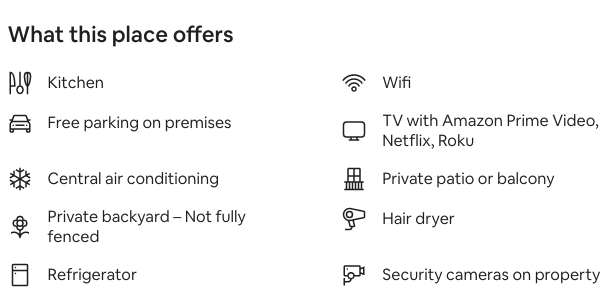 What this place offers
Kitchen
Wifi
Free parking on premises
TV with Amazon Prime Video,
Netflix, Roku
Central air conditioning
Private patio or balcony
Private backyard – Not fully
fenced
Hair dryer
Refrigerator
Security cameras on property